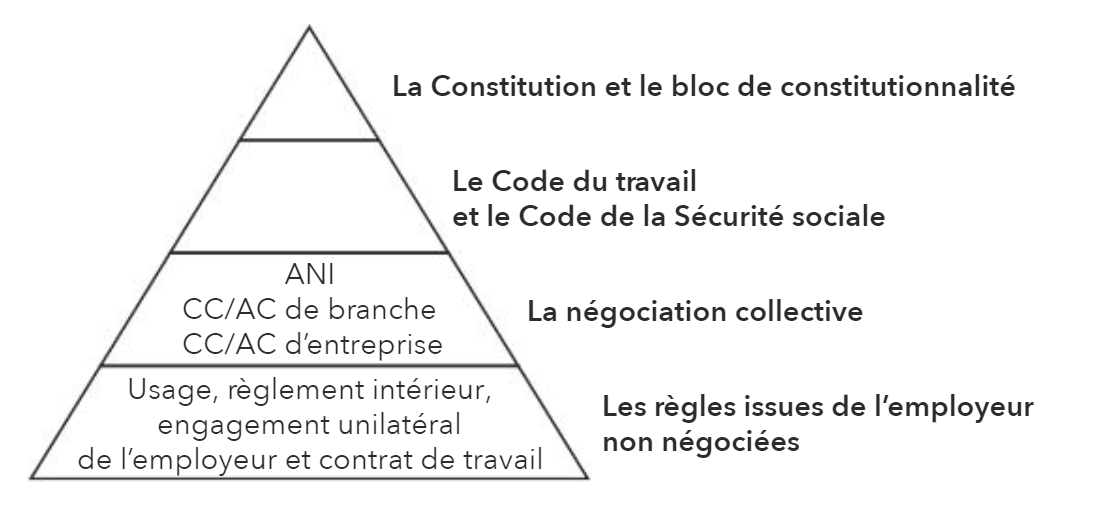 La Constitution et le bloc de constitutionnalité
Le Code du travail
et le Code de la Sécurité sociale
ANI
CC/AC de branche
CC/AC d’entreprise
La négociation collective
Usage, règlement intérieur,
engagement unilatéral
de l’employeur et contrat de travail
Les règles issues de l’employeur
non négociées